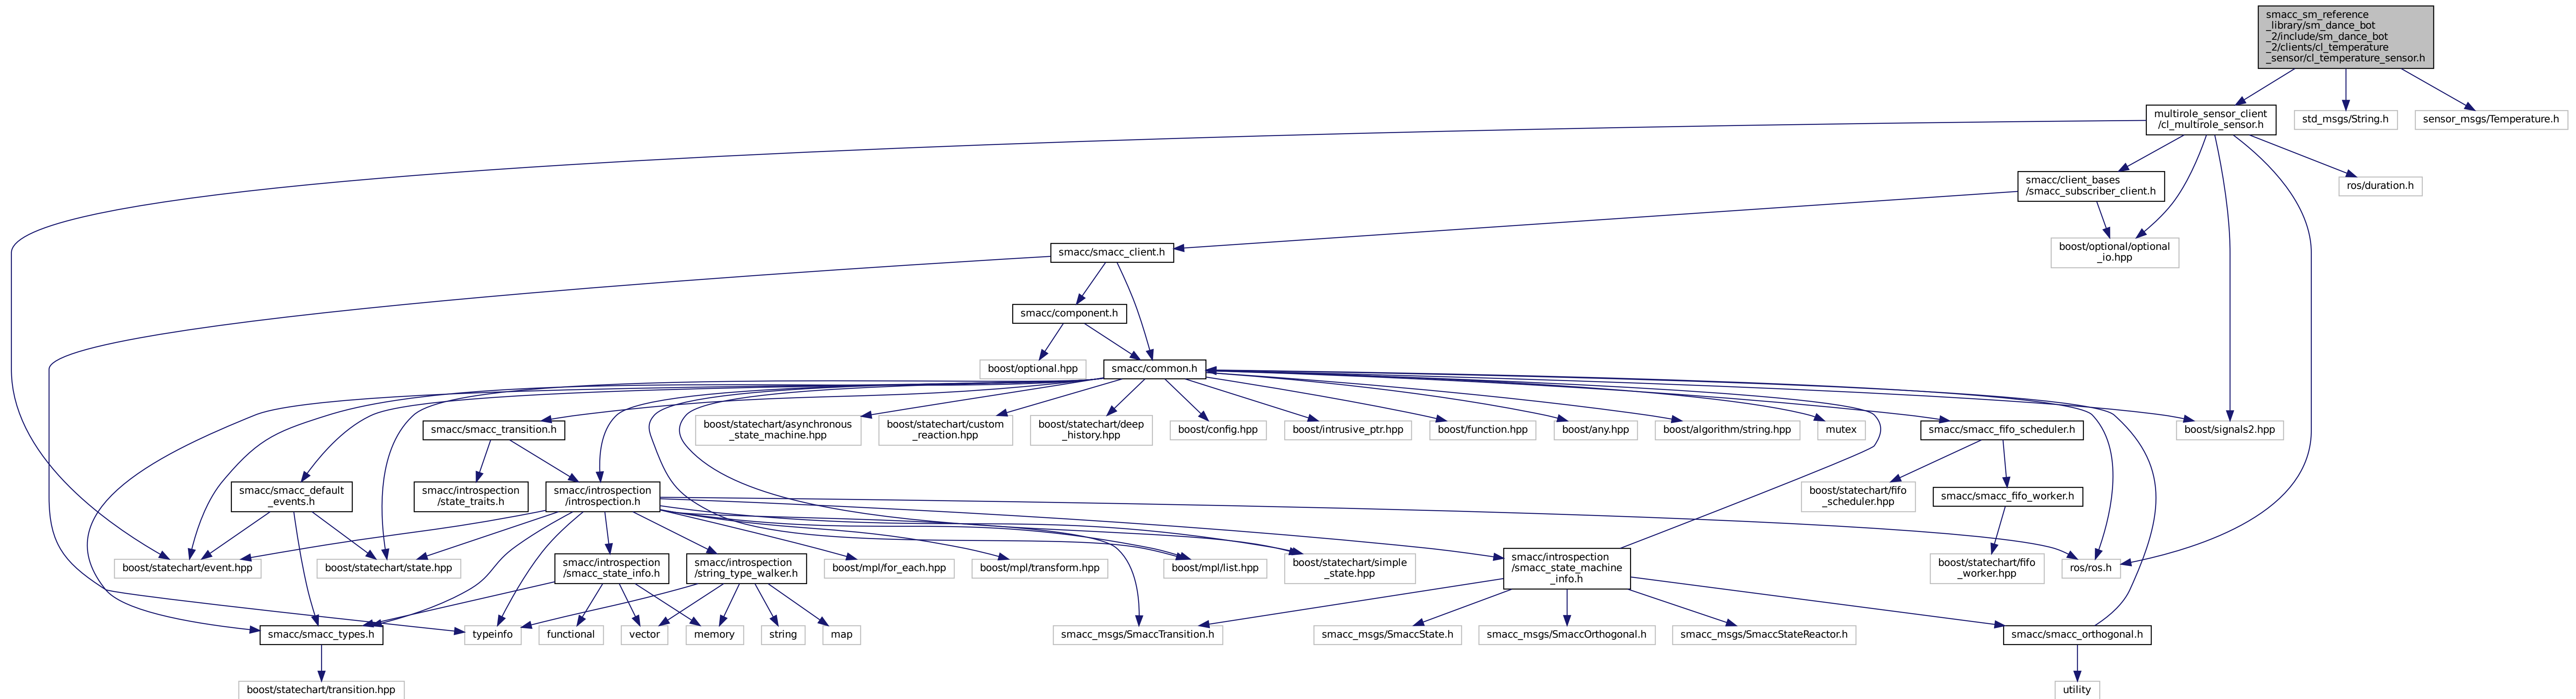 smacc_sm_reference
_library/sm_dance_bot
_2/include/sm_dance_bot
_2/clients/cl_temperature
_sensor/cl_temperature_sensor.h
multirole_sensor_client
/cl_multirole_sensor.h
std_msgs/String.h
sensor_msgs/Temperature.h
smacc/client_bases
/smacc_subscriber_client.h
ros/duration.h
smacc/smacc_client.h
boost/optional/optional
_io.hpp
smacc/component.h
boost/optional.hpp
smacc/common.h
smacc/smacc_transition.h
boost/statechart/asynchronous
_state_machine.hpp
boost/statechart/custom
_reaction.hpp
boost/statechart/deep
_history.hpp
boost/config.hpp
boost/intrusive_ptr.hpp
boost/function.hpp
boost/any.hpp
boost/algorithm/string.hpp
mutex
smacc/smacc_fifo_scheduler.h
boost/signals2.hpp
smacc/smacc_default
_events.h
smacc/introspection
/state_traits.h
smacc/introspection
/introspection.h
boost/statechart/fifo
_scheduler.hpp
smacc/smacc_fifo_worker.h
boost/statechart/event.hpp
boost/statechart/state.hpp
smacc/introspection
/smacc_state_info.h
smacc/introspection
/string_type_walker.h
boost/mpl/for_each.hpp
boost/mpl/transform.hpp
boost/mpl/list.hpp
boost/statechart/simple
_state.hpp
smacc/introspection
/smacc_state_machine
_info.h
boost/statechart/fifo
_worker.hpp
ros/ros.h
smacc/smacc_types.h
typeinfo
functional
vector
memory
string
map
smacc_msgs/SmaccTransition.h
smacc_msgs/SmaccState.h
smacc_msgs/SmaccOrthogonal.h
smacc_msgs/SmaccStateReactor.h
smacc/smacc_orthogonal.h
boost/statechart/transition.hpp
utility